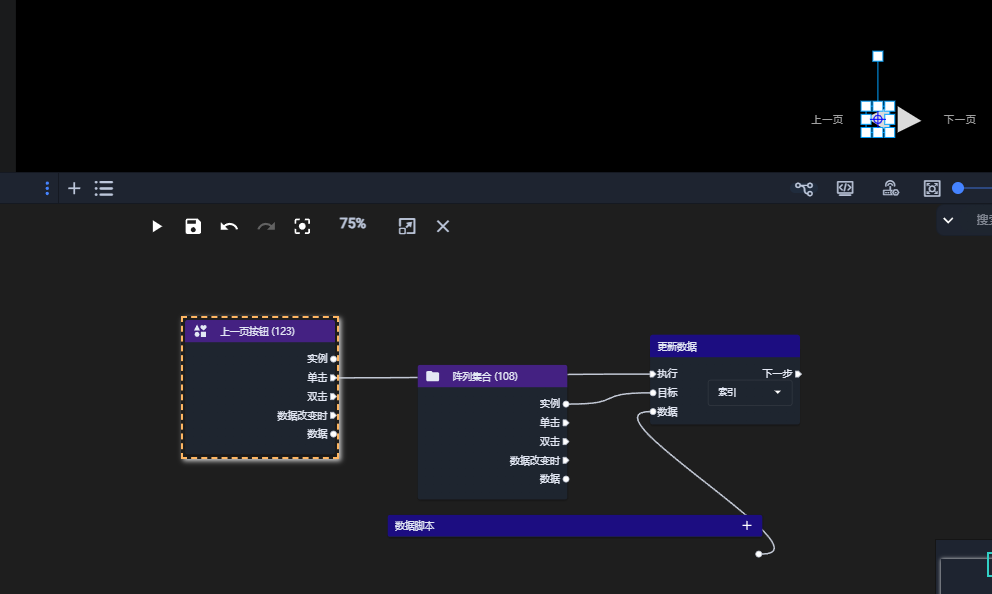 上一页
下一页
75%
搜
上一页按钮 (123)
实例
单击
双击
数据改变时
数据
阵列集合 (108)
实例
单击
双击
数据改变时
数据
更新数据
执行
下一步
目标
索引
数据
数据脚本